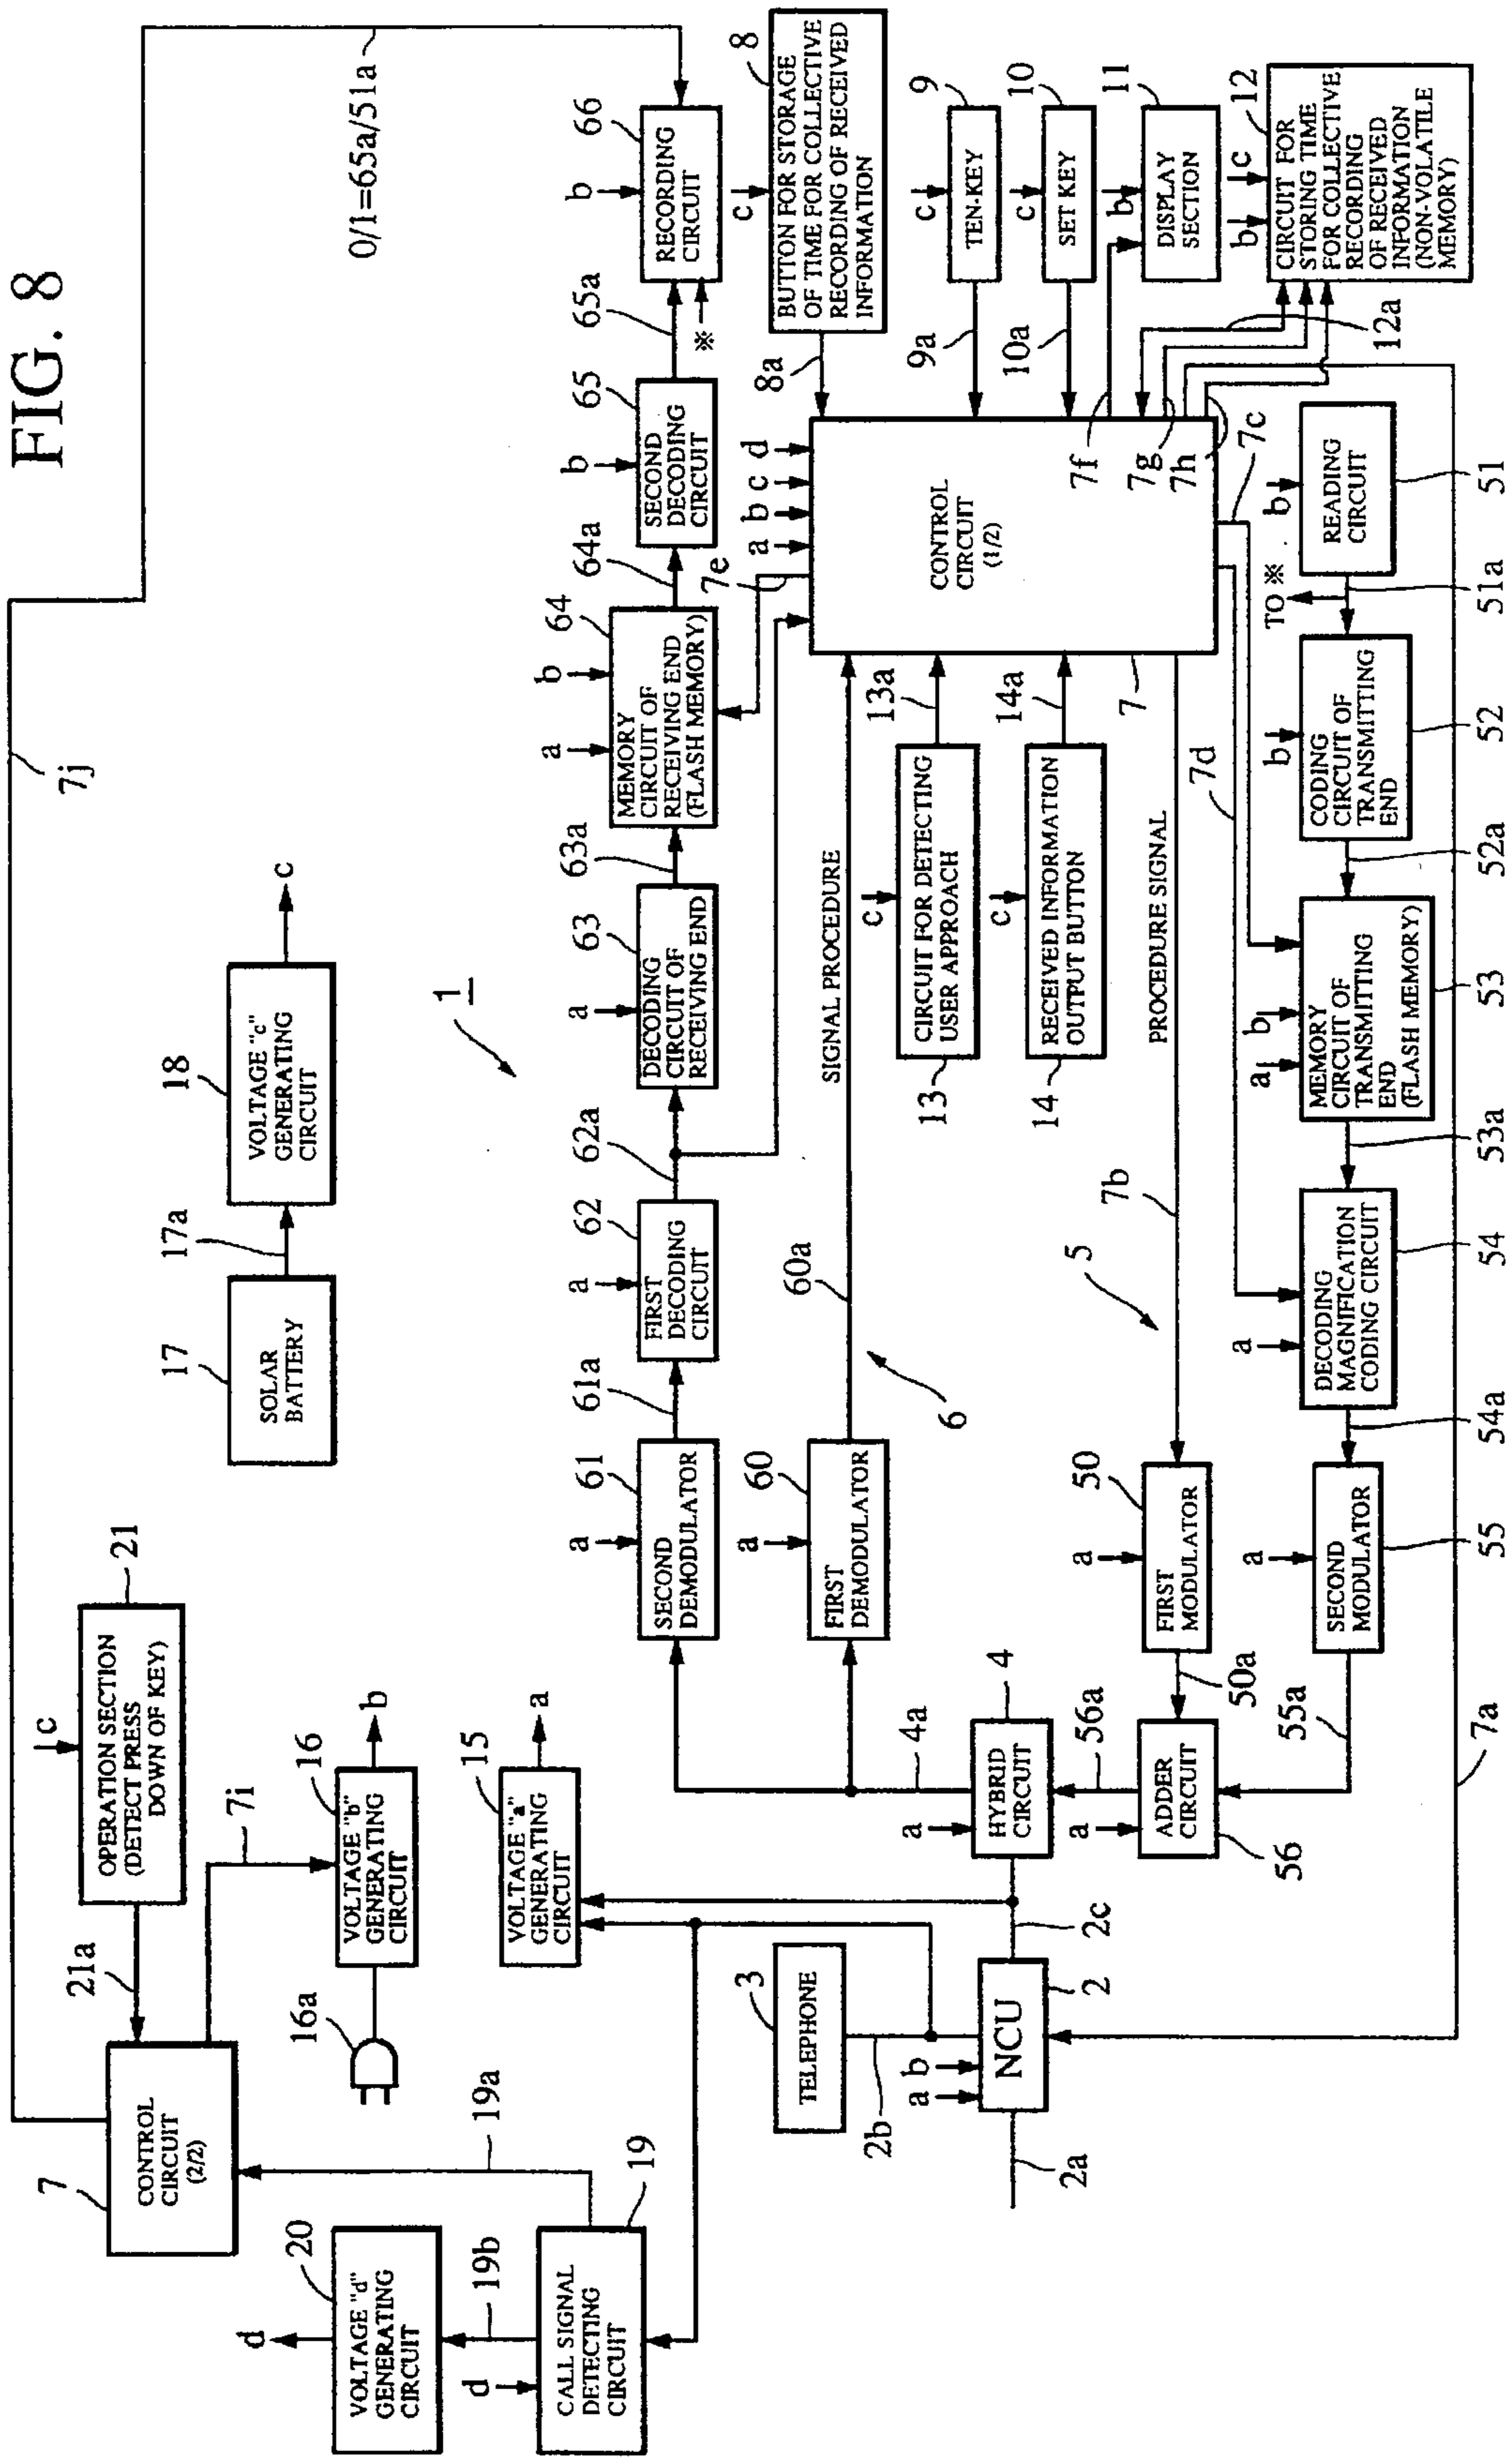 FIG. 8
7j
0/1=65a/51a
c
OPERATION SECTION
(DETECT PRESS
DOWN OF KEY)
21
21a
7
CONTROL
CIRCUIT
(2/2)
7i
16a
VOLTAGE "b"
GENERATING
CIRCUIT
16
b
17
SOLAR
BATTERY
17a
18
VOLTAGE "c"
GENERATING
CIRCUIT
c
d
VOLTAGE "d"
GENERATING
CIRCUIT
20
19b
19a
d
CALL SIGNAL
DETECTING
CIRCUIT
19
VOLTAGE "a"
GENERATING
CIRCUIT
15
a
1
a
SECOND
DEMODULATOR
61
61a
a
FIRST
DECODING
CIRCUIT
62
62a
a
DECODING
CIRCUIT OF
RECEIVING END
63
63a
a
b
MEMORY
CIRCUIT OF
RECEIVING END
(FLASH MEMORY)
64
64a
7e
b
SECOND
DECODING
CIRCUIT
65
65a
b
RECORDING
CIRCUIT
66
※
c
BUTTON FOR STORAGE
OF TIME FOR COLLECTIVE
RECORDING OF RECEIVED
INFORMATION
8
8a
3
TELEPHONE
2b
a
b
NCU
2
2a
2c
a
HYBRID
CIRCUIT
4
4a
a
FIRST
DEMODULATOR
60
60a
6
SIGNAL PROCEDURE
a
b
c
d
CONTROL
CIRCUIT
(1/2)
7
c
CIRCUIT FOR DETECTING
USER APPROACH
13
13a
c
RECEIVED INFORMATION
OUTPUT BUTTON
14
14a
c
TEN-KEY
9
9a
c
SET KEY
10
10a
b
DISPLAY
SECTION
11
7f
7g
7h
12a
b
c
CIRCUIT FOR
STORING TIME
FOR COLLECTIVE
RECORDING
OF RECEIVED
INFORMATION
(NON-VOLATILE
MEMORY)
12
a
ADDER
CIRCUIT
56
56a
a
FIRST
MODULATOR
50
50a
5
7b
PROCEDURE SIGNAL
7d
7c
a
SECOND
MODULATOR
55
55a
a
DECODING
MAGNIFICATION
CODING CIRCUIT
54
54a
a
b
MEMORY
CIRCUIT OF
TRANSMITTING
END
(FLASH MEMORY)
53
53a
b
CODING
CIRCUIT OF
TRANSMITTING
END
52
52a
TO ※
b
READING
CIRCUIT
51
51a
7a